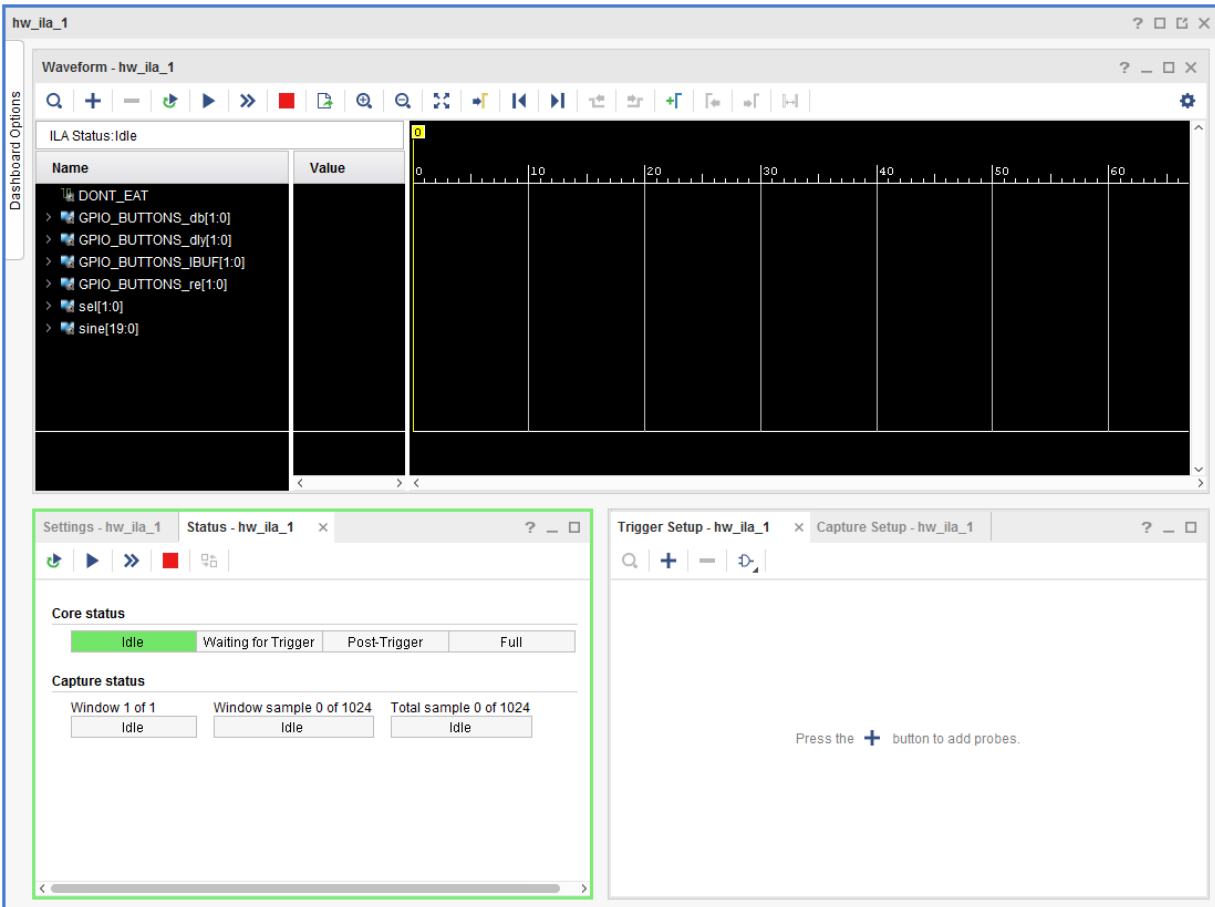 hw_ila_1
Dashboard Options
Waveform - hw_ila_1
ILA Status:Idle
Name Value
0
0 10 20 30 40 50 60
DONT_EAT
GPIO_BUTTONS_db[1:0]
GPIO_BUTTONS_dly[1:0]
GPIO_BUTTONS_IBUF[1:0]
GPIO_BUTTONS_re[1:0]
sel[1:0]
sine[19:0]
Settings - hw_ila_1 Status - hw_ila_1
Core status
Idle Waiting for Trigger Post-Trigger Full
Capture status
Window 1 of 1 Window sample 0 of 1024 Total sample 0 of 1024
Idle Idle Idle
Trigger Setup - hw_ila_1 Capture Setup - hw_ila_1
Press the + button to add probes.